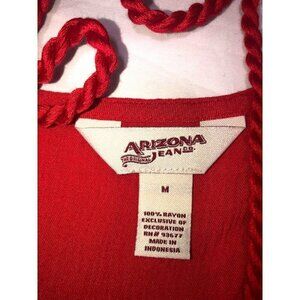 ARIZONA
THE ORIGINAL JEAN CO.
M
100% RAYON
EXCLUSIVE OF
DECORATION
RN# 93677
MADE IN
INDONESIA